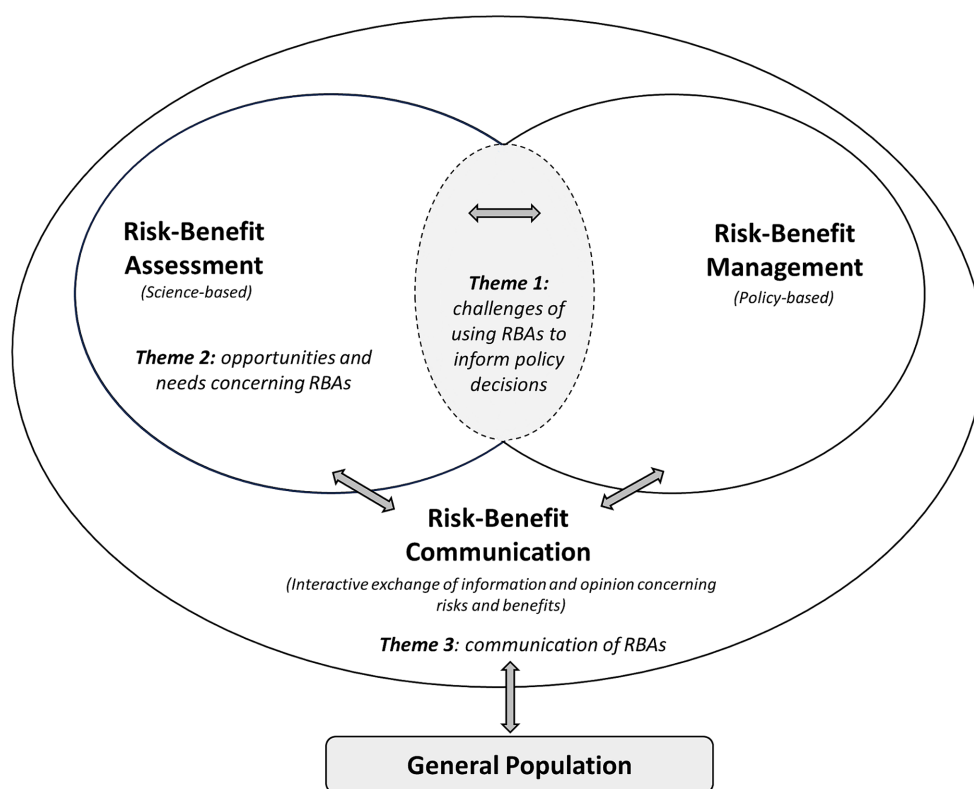 Risk-Benefit
Assessment
(Science-based)
Theme 2: opportunities and
needs concerning RBAs
Theme 1:
challenges of
using RBAs to
inform policy
decisions
Risk-Benefit
Management
(Policy-based)
Risk-Benefit
Communication
(Interactive exchange of information and opinion concerning
risks and benefits)
Theme 3: communication of RBAs
General Population